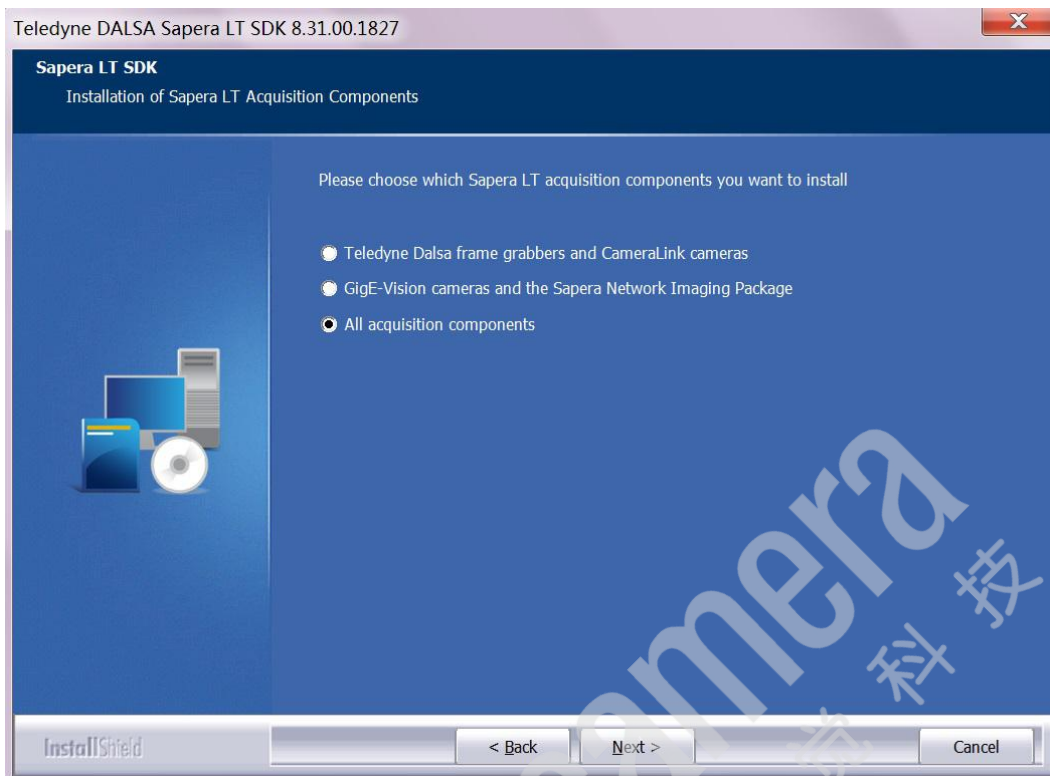 Teledyne DALSA Sapera LT SDK 8.31.00.1827
Sapera LT SDK
Installation of Sapera LT Acquisition Components
Please choose which Sapera LT acquisition components you want to install
Teledyne Dalsa frame grabbers and CameraLink cameras
GigE-Vision cameras and the Sapera Network Imaging Package
All acquisition components
InstallShield
< Back
Next >
Cancel
amera
科技